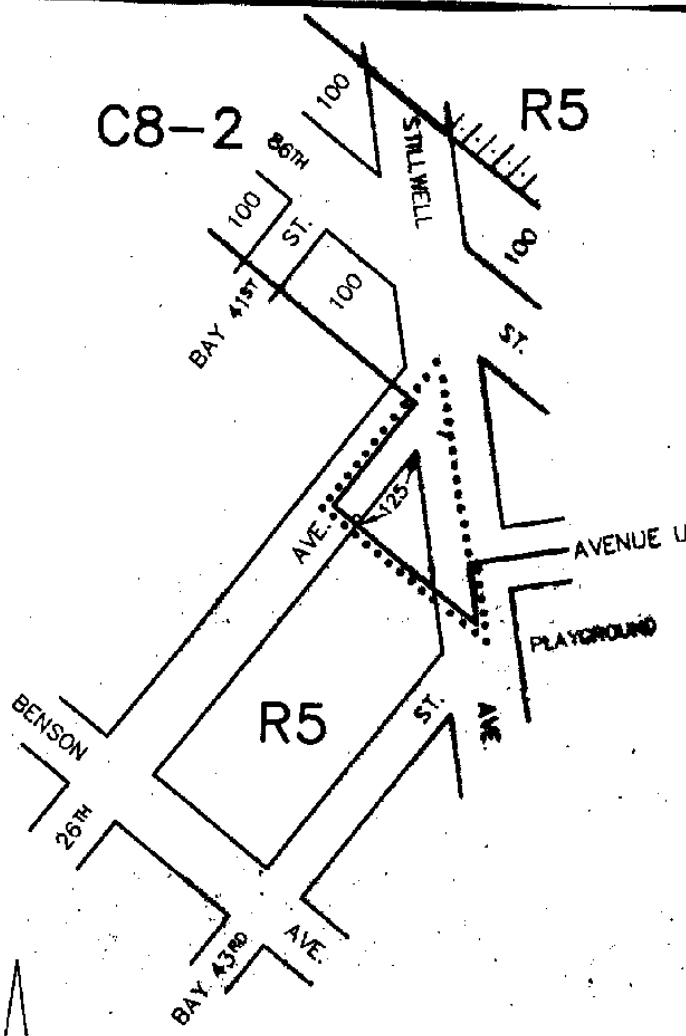 C8-2
R5
100
STILLWELL
86TH
100
ST.
100
100
BAY 41ST
ST.
125
AVE.
AVENUE U
PLAYGROUND
R5
ST.
AVE.
BENSON
26TH
AVE.
BAY 43RD